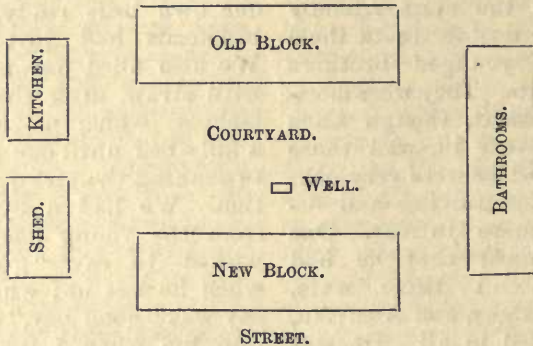 OLD BLOCK.
KITCHEN.
COURTYARD.
BATHROOMS.
WELL.
SHED.
NEW BLOCK.
STREET.